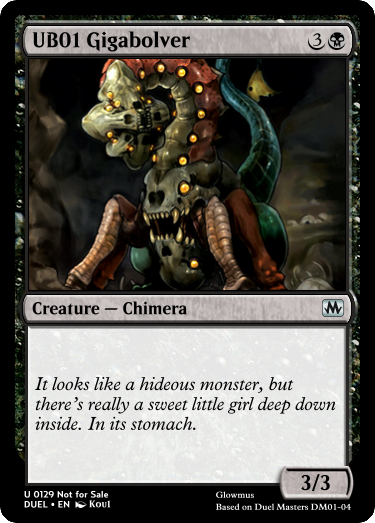 UB01 Gigabolver 3
Creature — Chimera
It looks like a hideous monster, but
there's really a sweet little girl deep down
inside. In its stomach.
3/3
U 0129 Not for Sale
DUEL • EN Koul
Glowmus
Based on Duel Masters DM01-04